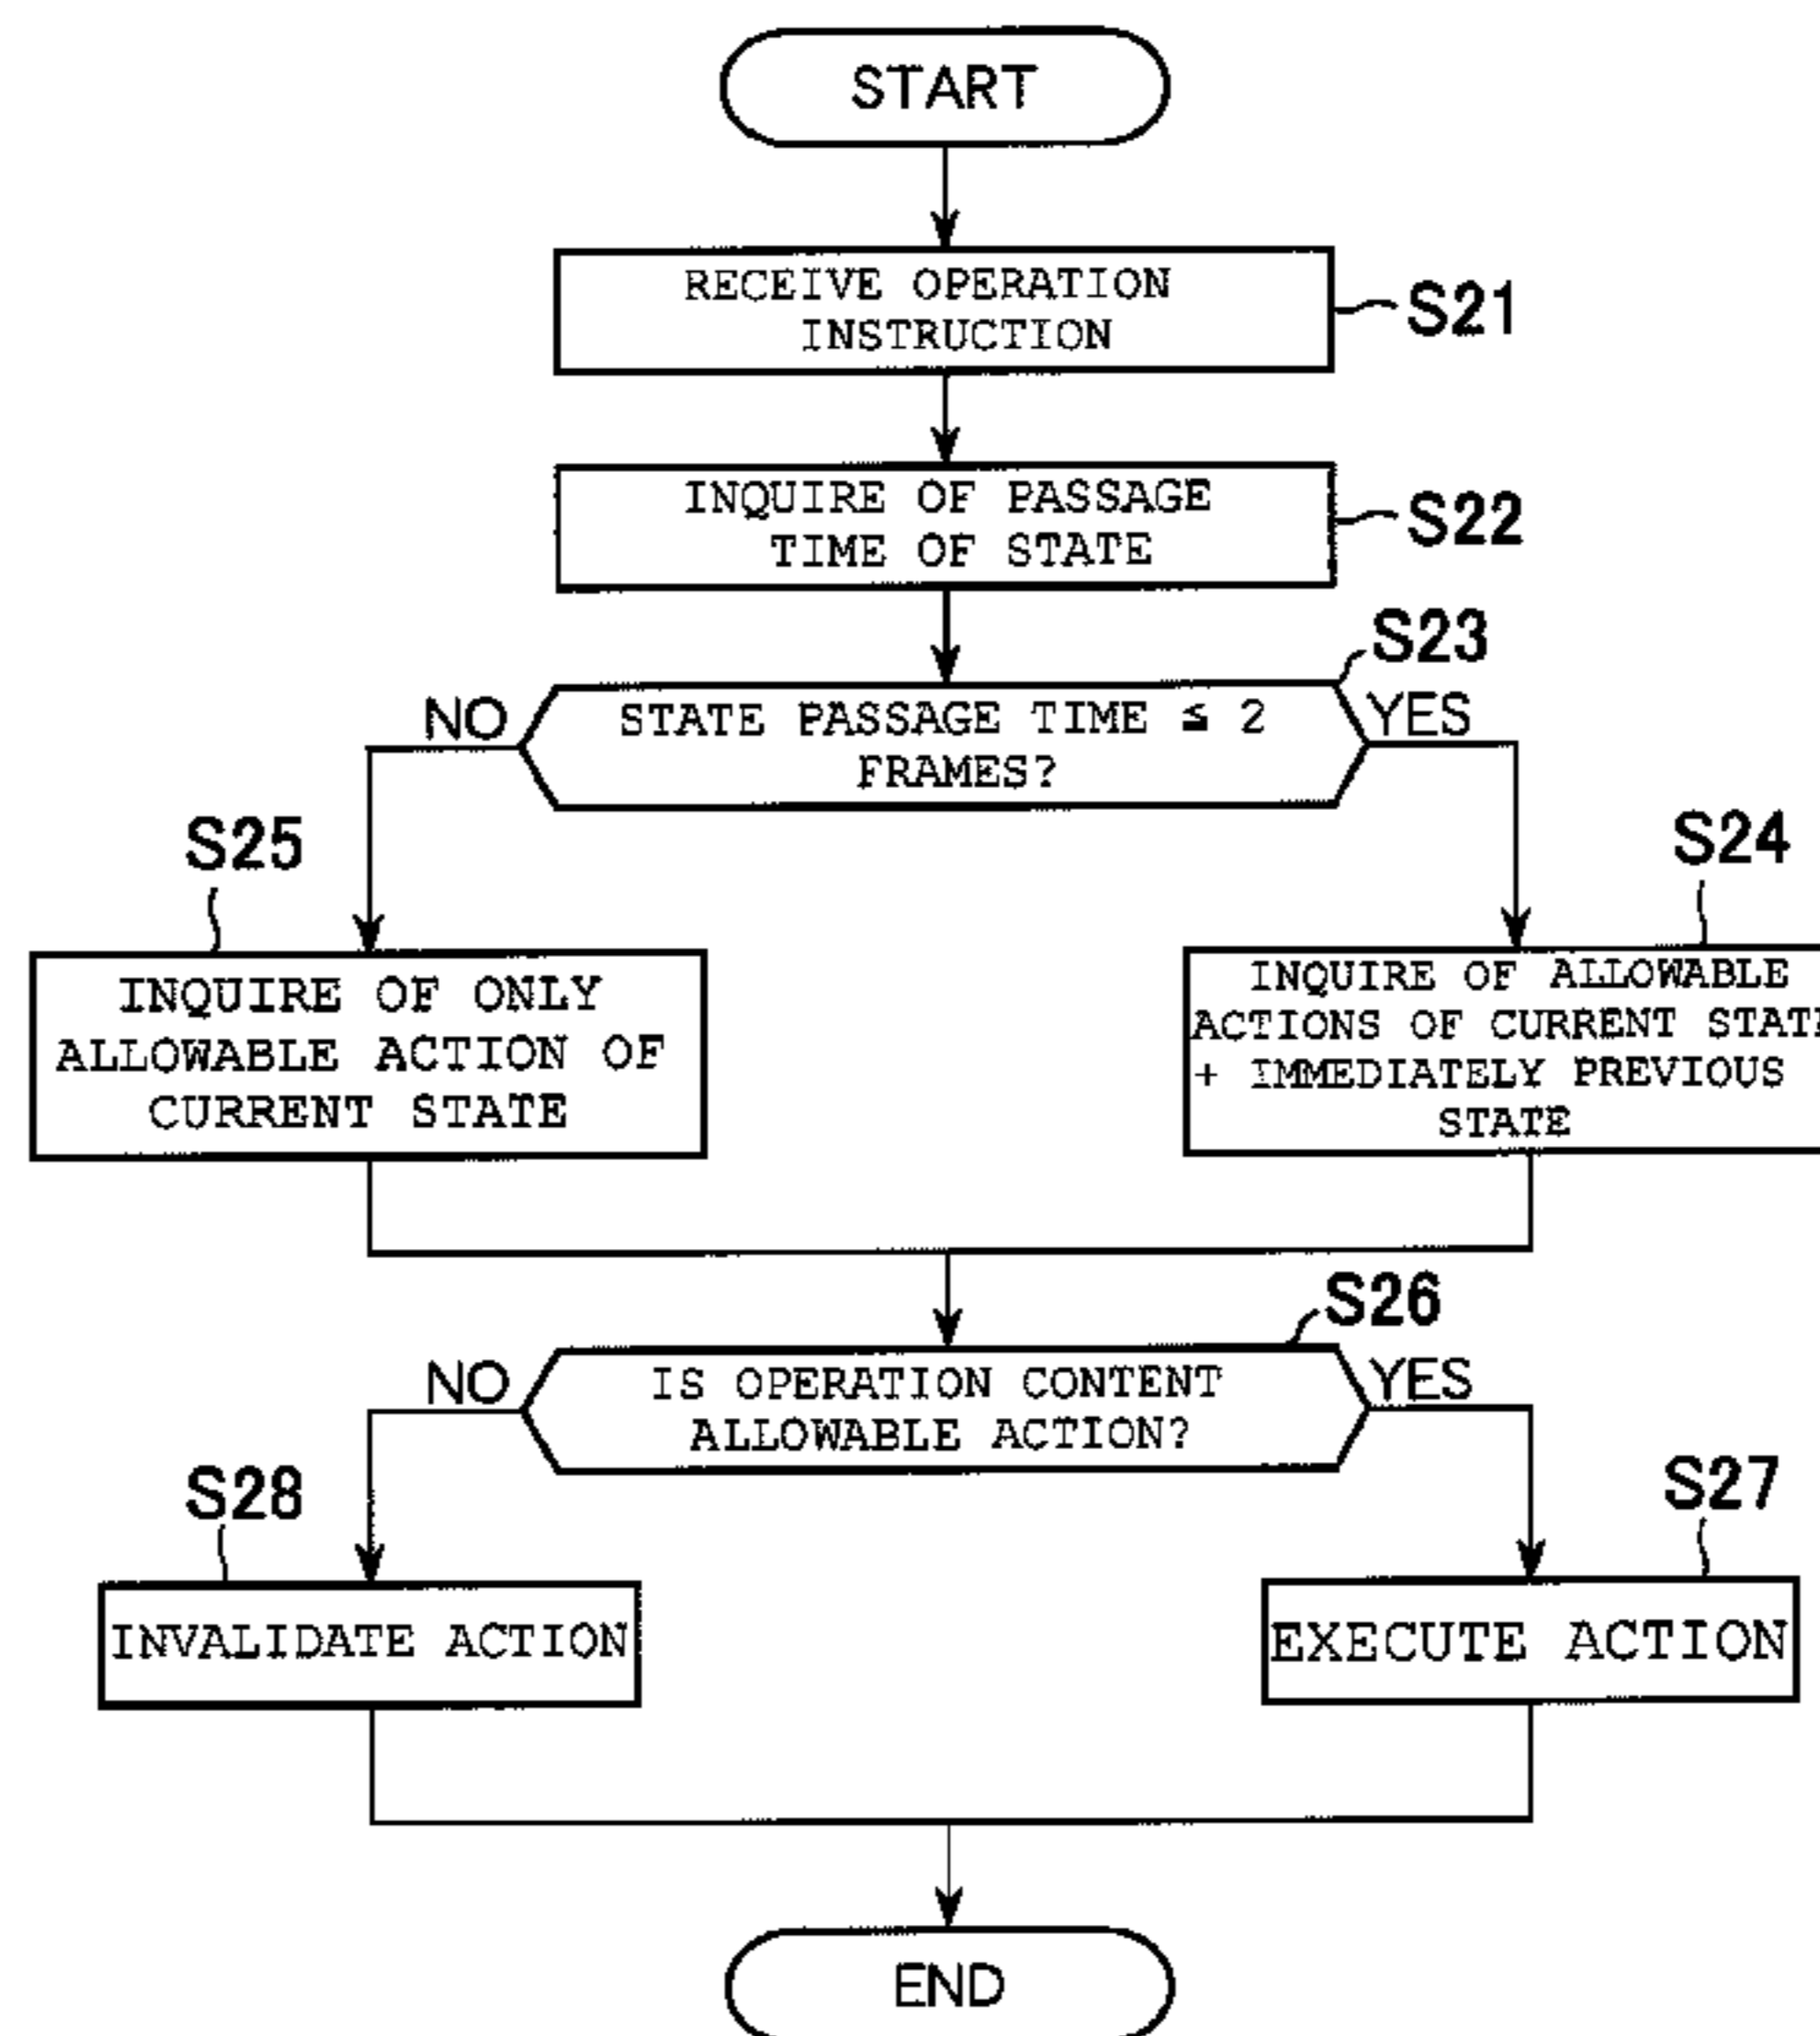 START
RECEIVE OPERATION
INSTRUCTION
S21
INQUIRE OF PASSAGE
TIME OF STATE
S22
S23
NO
STATE PASSAGE TIME ≦ 2
FRAMES?
YES
S25
S24
INQUIRE OF ONLY
ALLOWABLE ACTION OF
CURRENT STATE
INQUIRE OF ALLOWABLE
ACTIONS OF CURRENT STATE
+ IMMEDIATELY PREVIOUS
STATE
S26
NO
IS OPERATION CONTENT
ALLOWABLE ACTION?
YES
S28
S27
INVALIDATE ACTION
EXECUTE ACTION
END